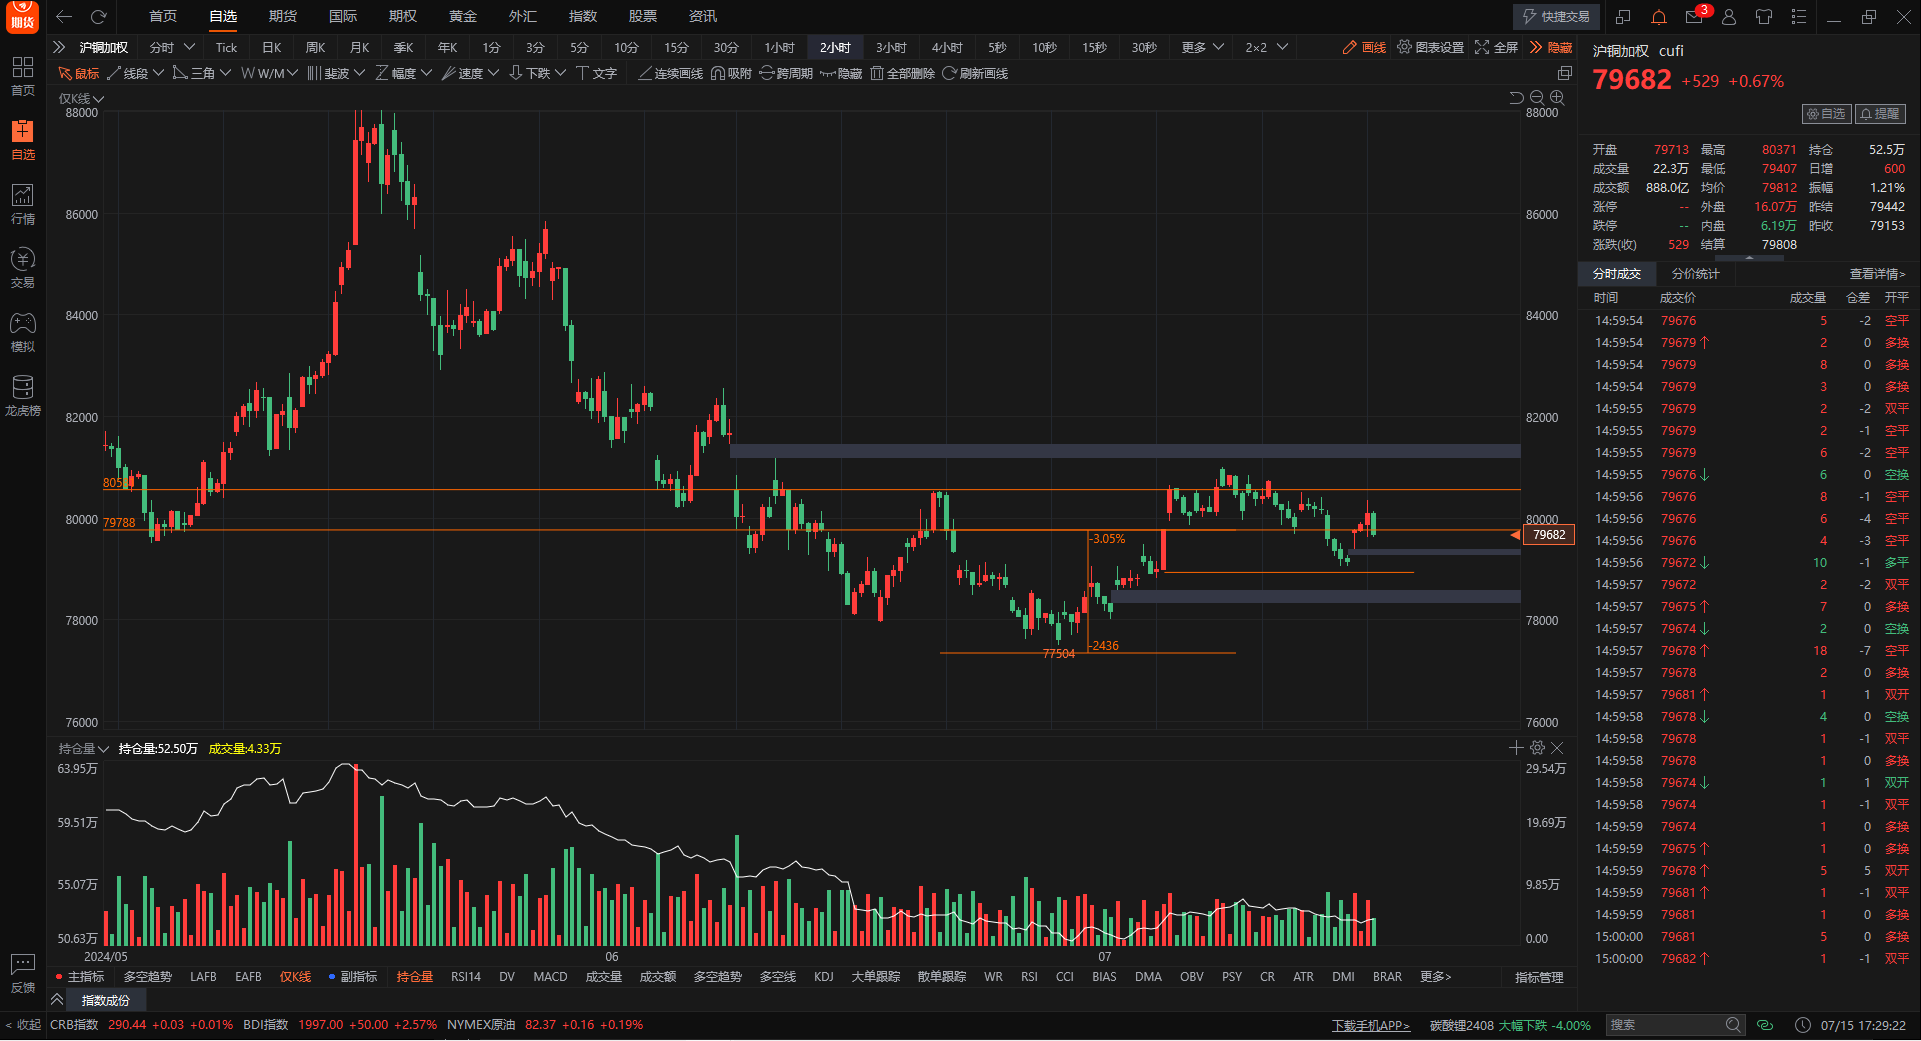 期货
首页 自选 期货 国际 期权 黄金 外汇 指数 股票 资讯
快捷交易 3
沪铜加权 分时 Tick 日K 周K 月K 季K 年K 1分 3分 5分 10分 15分 30分 1小时 2小时 3小时 4小时 5秒 10秒 15秒 30秒 更多 2×2 画线 图表设置 全屏 隐藏
鼠标 线段 三角 W/M 斐波 幅度 速度 下跌 文字 连续画线 吸附 跨周期 隐藏 全部删除 刷新画线
首页
自选
行情
交易
模拟
龙虎榜
反馈
< 收起
仅K线
88000 88000
86000 86000
84000 84000
82000 82000
80000 80000
78000 78000
76000 76000
79788
-3.05%
79682
-2436
77504
持仓量 持仓量:52.50万 成交量:4.33万
63.95万 29.54万
59.51万 19.69万
55.07万 9.85万
50.63万 0.00
2024/05 06 07
主指标 多空趋势 LAFB EAFB 仅K线 副指标 持仓量 RSI14 DV MACD 成交量 成交额 多空趋势 多空线 KDJ 大单跟踪 散单跟踪 WR RSI CCI BIAS DMA OBV PSY CR ATR DMI BRAR 更多> 指标管理
指数成份
沪铜加权 cufi
79682 +529 +0.67%
自选 提醒
开盘 79713 最高 80371 持仓 52.5万
成交量 22.3万 最低 79407 日增 600
成交额 888.0亿 均价 79812 振幅 1.21%
涨停 -- 外盘 16.07万 昨结 79442
跌停 -- 内盘 6.19万 昨收 79153
涨跌(收) 529 结算 79808
分时成交 分价统计 查看详情>
时间 成交价 成交量 仓差 开平
14:59:54 79676 5 -2 空平
14:59:54 79679↑ 2 0 多换
14:59:54 79679 8 0 多换
14:59:54 79679 3 0 多换
14:59:55 79679 2 -2 双平
14:59:55 79679 2 -1 空平
14:59:55 79679 6 -2 空平
14:59:55 79676↓ 6 0 空换
14:59:56 79676 8 -1 空平
14:59:56 79676 6 -4 空平
14:59:56 79676 4 -3 空平
14:59:56 79672↓ 10 -1 多平
14:59:57 79672 2 -2 双平
14:59:57 79675↑ 7 0 多换
14:59:57 79674↓ 2 0 空换
14:59:57 79678↑ 18 -7 空平
14:59:57 79678 2 0 多换
14:59:57 79681↑ 1 1 双开
14:59:58 79678↓ 4 0 空换
14:59:58 79678 1 -1 双平
14:59:58 79678 1 0 多换
14:59:58 79674↓ 1 1 双开
14:59:58 79674 1 -1 双平
14:59:59 79674 1 0 多换
14:59:59 79675↑ 1 0 多换
14:59:59 79678↑ 5 5 双开
14:59:59 79681↑ 1 -1 双平
14:59:59 79681 1 0 多换
15:00:00 79681 5 0 多换
15:00:00 79682↑ 1 -1 双平
CRB指数 290.44 +0.03 +0.01% BDI指数 1997.00 +50.00 +2.57% NYMEX原油 82.37 +0.16 +0.19% 下载手机APP> 碳酸锂2408 大幅下跌 -4.00% 搜索 07/15 17:29:22